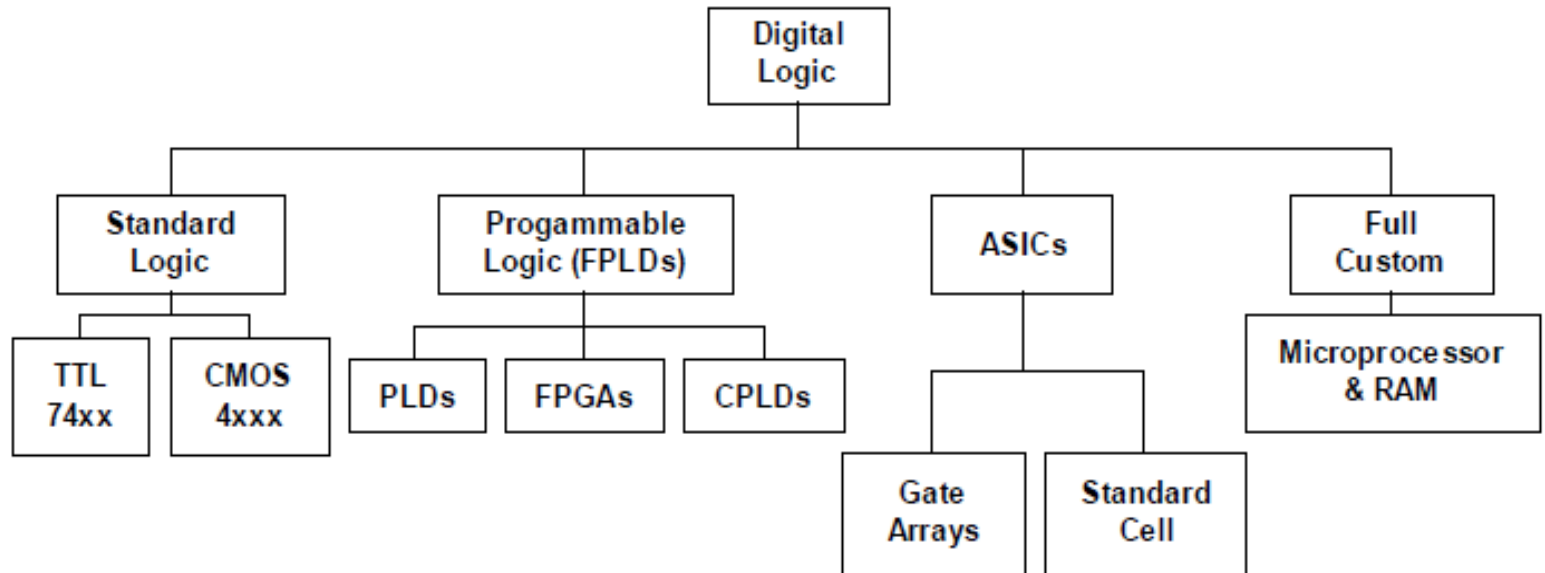 Digital
Logic
Standard
Logic
Progammable
Logic (FPLDs)
ASICs
Full
Custom
TTL
74xx
CMOS
4xxx
PLDs
FPGAs
CPLDs
Microprocessor
& RAM
Gate
Arrays
Standard
Cell